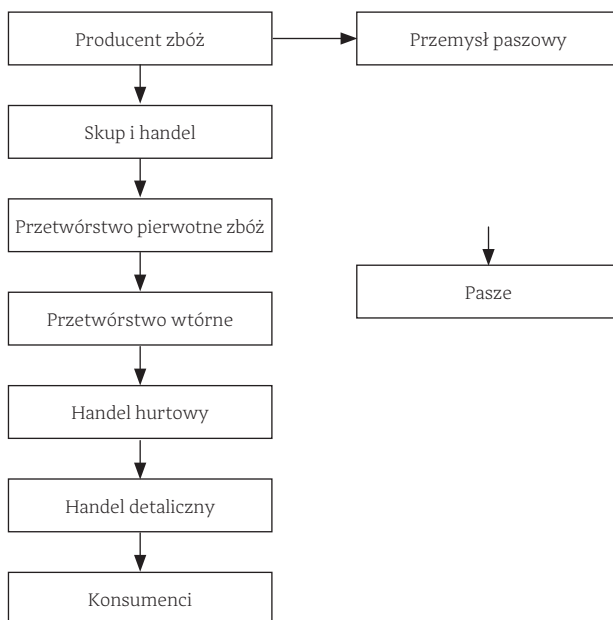 Producent zbóż
Przemysł paszowy
Skup i handel
Przetwórstwo pierwotne zbóż
Pasze
Przetwórstwo wtórne
Handel hurtowy
Handel detaliczny
Konsumenci